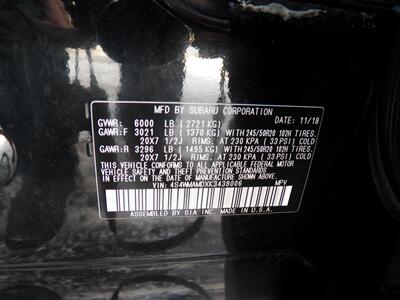 MFD BY SUBARU CORPORATION DATE: 11/18
GVWR: 6000 LB (2721 KG)
GAWR:F 3021 LB (1370 KG) WITH 245/50R20 102H TIRES.
20X7 1/2J RIMS. AT 230 KPA (33 PSI) COLD
GAWR:R 3296 LB (1495 KG) WITH 245/50R20 102H TIRES.
20X7 1/2J RIMS. AT 230 KPA (33 PSI) COLD
THIS VEHICLE CONFORMS TO ALL APPLICABLE FEDERAL MOTOR
VEHICLE SAFETY AND THEFT PREVENTION STANDARDS IN
EFFECT ON THE DATE OF MANUFACTURE SHOWN ABOVE.
VIN: 4S4WMAMDXK3438006 MPV
ASSEMBLED BY SIA INC. MADE IN U.S.A.